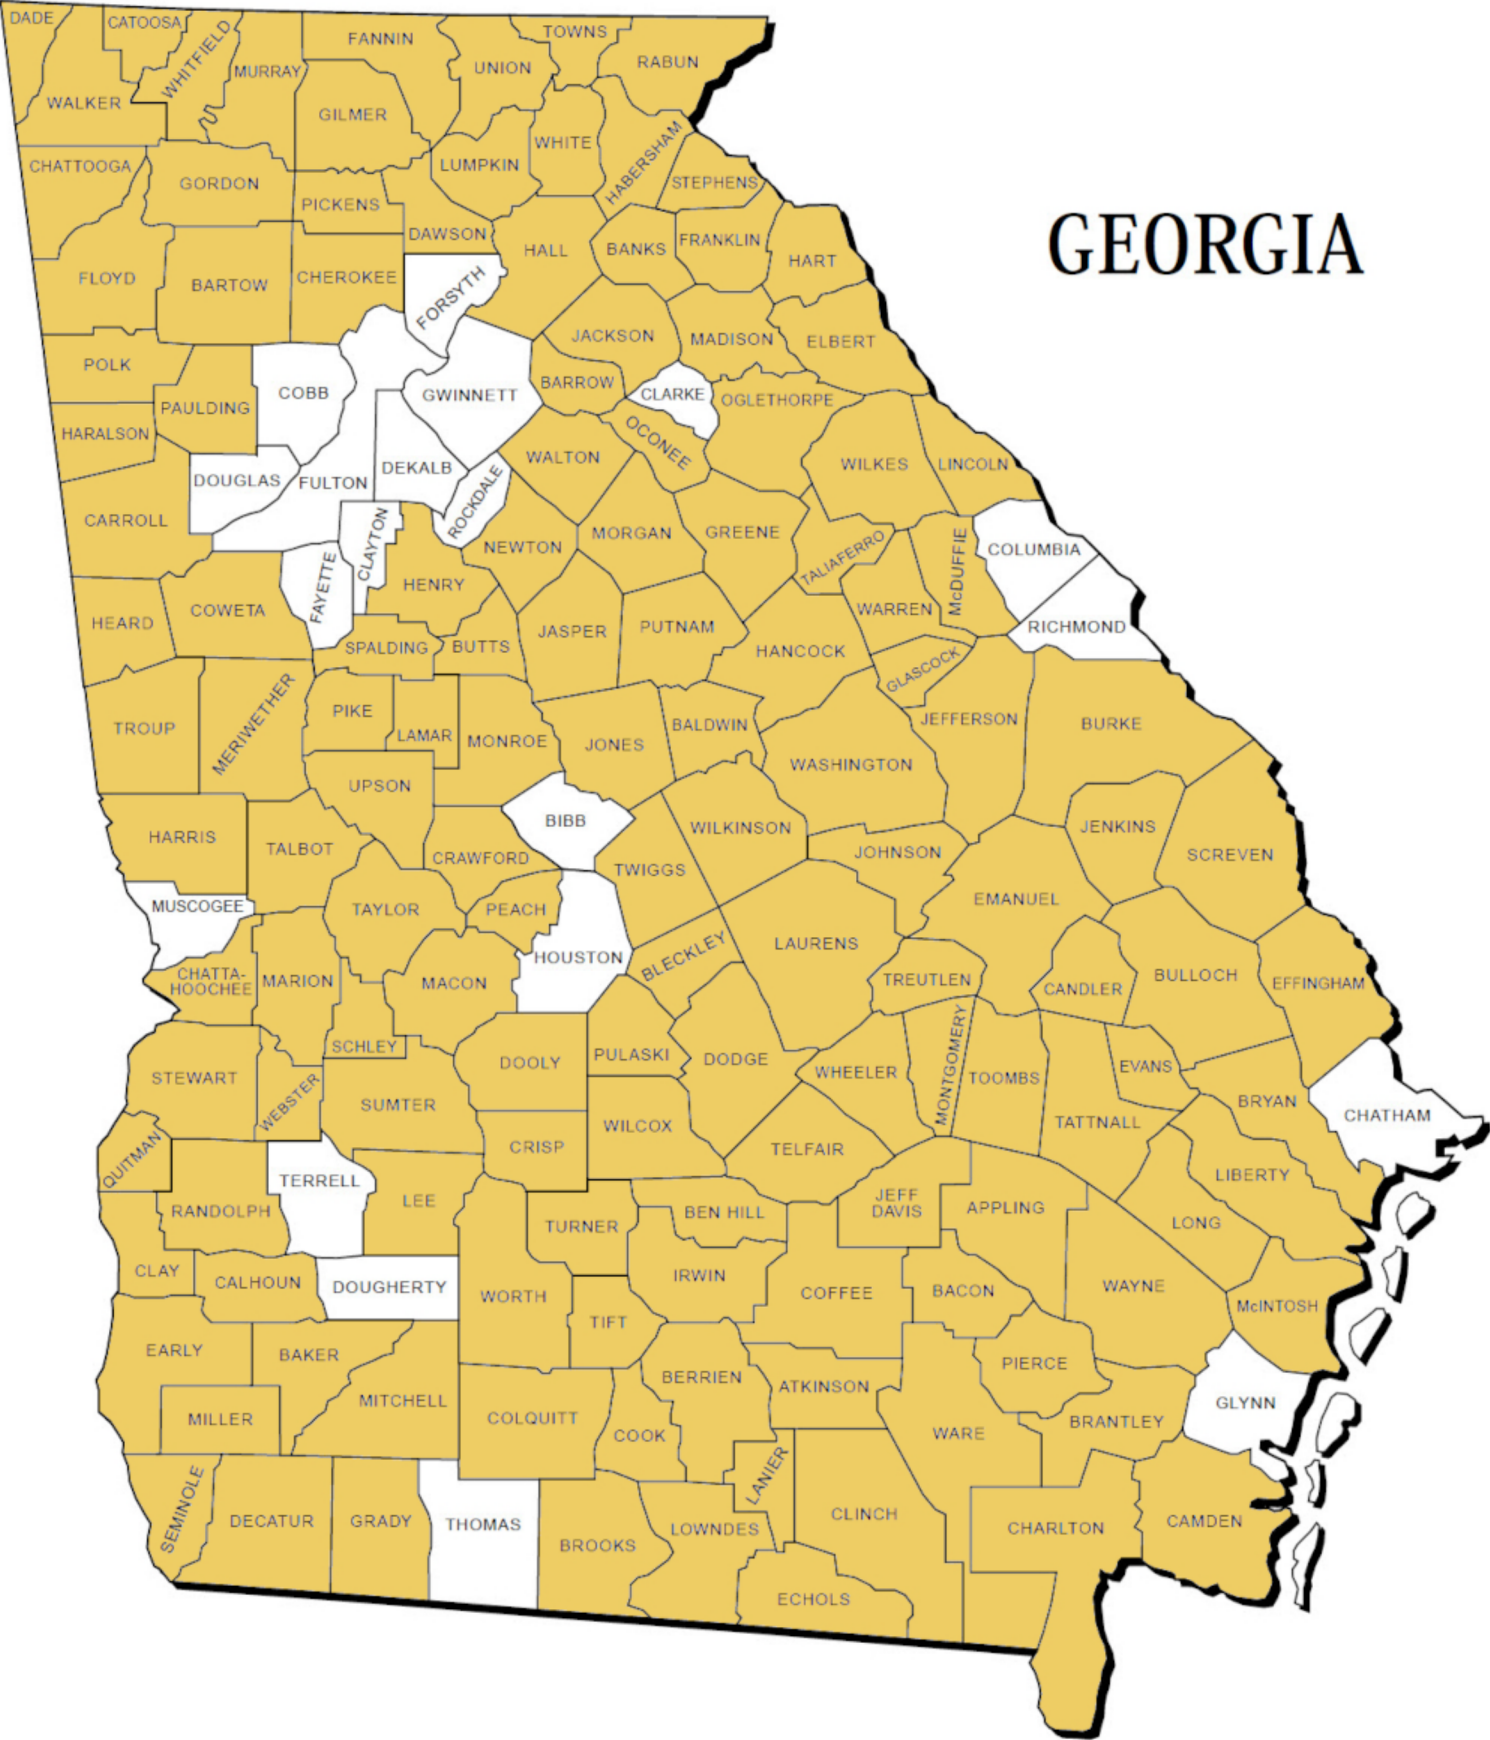 DADE
CATOOSA
WHITFIELD
MURRAY
FANNIN
UNION
TOWNS
RABUN
WALKER
GILMER
LUMPKIN
WHITE
HABERSHAM
STEPHENS
CHATTOOGA
GORDON
PICKENS
DAWSON
HALL
BANKS
FRANKLIN
HART
GEORGIA
FLOYD
BARTOW
CHEROKEE
FORSYTH
JACKSON
MADISON
ELBERT
POLK
PAULDING
COBB
GWINNETT
BARROW
CLARKE
OGLETHORPE
HARALSON
OCONEE
DOUGLAS
FULTON
DEKALB
ROCKDALE
WALTON
WILKES
LINCOLN
CARROLL
CLAYTON
NEWTON
MORGAN
GREENE
TALIAFERRO
McDUFFIE
COLUMBIA
HEARD
COWETA
FAYETTE
HENRY
SPALDING
BUTTS
JASPER
PUTNAM
HANCOCK
WARREN
GLASCOCK
RICHMOND
TROUP
MERIWETHER
PIKE
LAMAR
MONROE
JONES
BALDWIN
WASHINGTON
JEFFERSON
BURKE
UPSON
HARRIS
TALBOT
CRAWFORD
BIBB
TWIGGS
WILKINSON
JOHNSON
JENKINS
SCREVEN
MUSCOGEE
TAYLOR
PEACH
HOUSTON
BLECKLEY
LAURENS
EMANUEL
CHATTA-
HOOCHEE
MARION
MACON
TREUTLEN
CANDLER
BULLOCH
EFFINGHAM
SCHLEY
DOOLY
PULASKI
DODGE
WHEELER
MONTGOMERY
TOOMBS
EVANS
STEWART
WEBSTER
SUMTER
CRISP
WILCOX
TELFAIR
TATTNALL
BRYAN
CHATHAM
QUITMAN
RANDOLPH
TERRELL
LEE
TURNER
BEN HILL
JEFF
DAVIS
APPLING
LONG
LIBERTY
CLAY
CALHOUN
DOUGHERTY
WORTH
TIFT
IRWIN
COFFEE
BACON
WAYNE
McINTOSH
EARLY
BAKER
MITCHELL
MILLER
COLQUITT
COOK
BERRIEN
ATKINSON
PIERCE
WARE
BRANTLEY
GLYNN
SEMINOLE
DECATUR
GRADY
THOMAS
BROOKS
LOWNDES
LANIER
CLINCH
ECHOLS
CHARLTON
CAMDEN